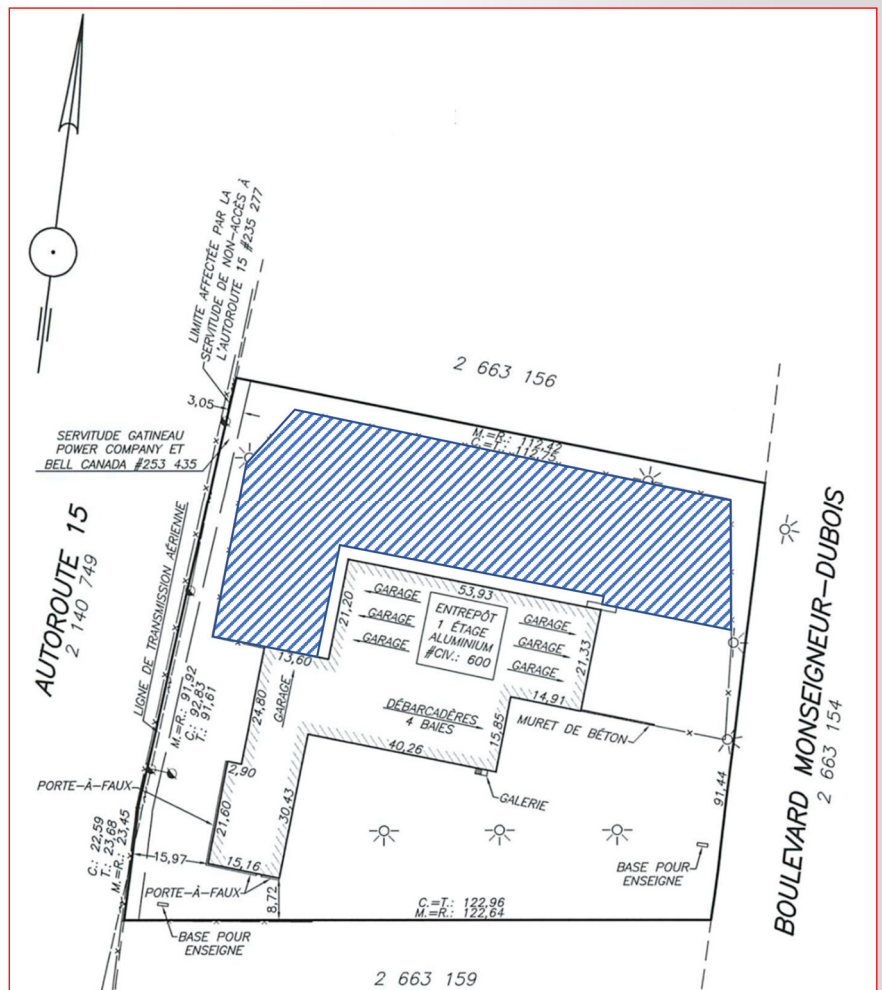 LIMITE AFFECTÉE PAR LA
SERVITUDE DE NON-ACCÈS À
L'AUTOROUTE 15 #235 277
2 663 156
3,05
M.=R.: 112,42
C.=T.: 112,75
SERVITUDE GATINEAU
POWER COMPANY ET
BELL CANADA #253 435
AUTOROUTE 15
2 140 749
LIGNE DE TRANSMISSION AÉRIENNE
M.=R.: 91,92
C.: 92,83
T.: 91,61
53,93
21,20
GARAGE
GARAGE
GARAGE
ENTREPÔT
1 ÉTAGE
ALUMINIUM
#CIV.: 600
GARAGE
GARAGE
GARAGE
21,33
13,60
GARAGE
24,80
14,91
DÉBARCADÈRES
4 BAIES
15,85
MURET DE BÉTON
40,26
GALERIE
2,90
PORTE-À-FAUX
21,60
30,43
91,44
BOULEVARD MONSEIGNEUR-DUBOIS
2 663 154
C.: 22,59
T.: 23,68
M.=R.: 23,45
15,97
15,16
PORTE-À-FAUX
8,72
BASE POUR
ENSEIGNE
BASE POUR
ENSEIGNE
C.=T.: 122,96
M.=R.: 122,64
2 663 159